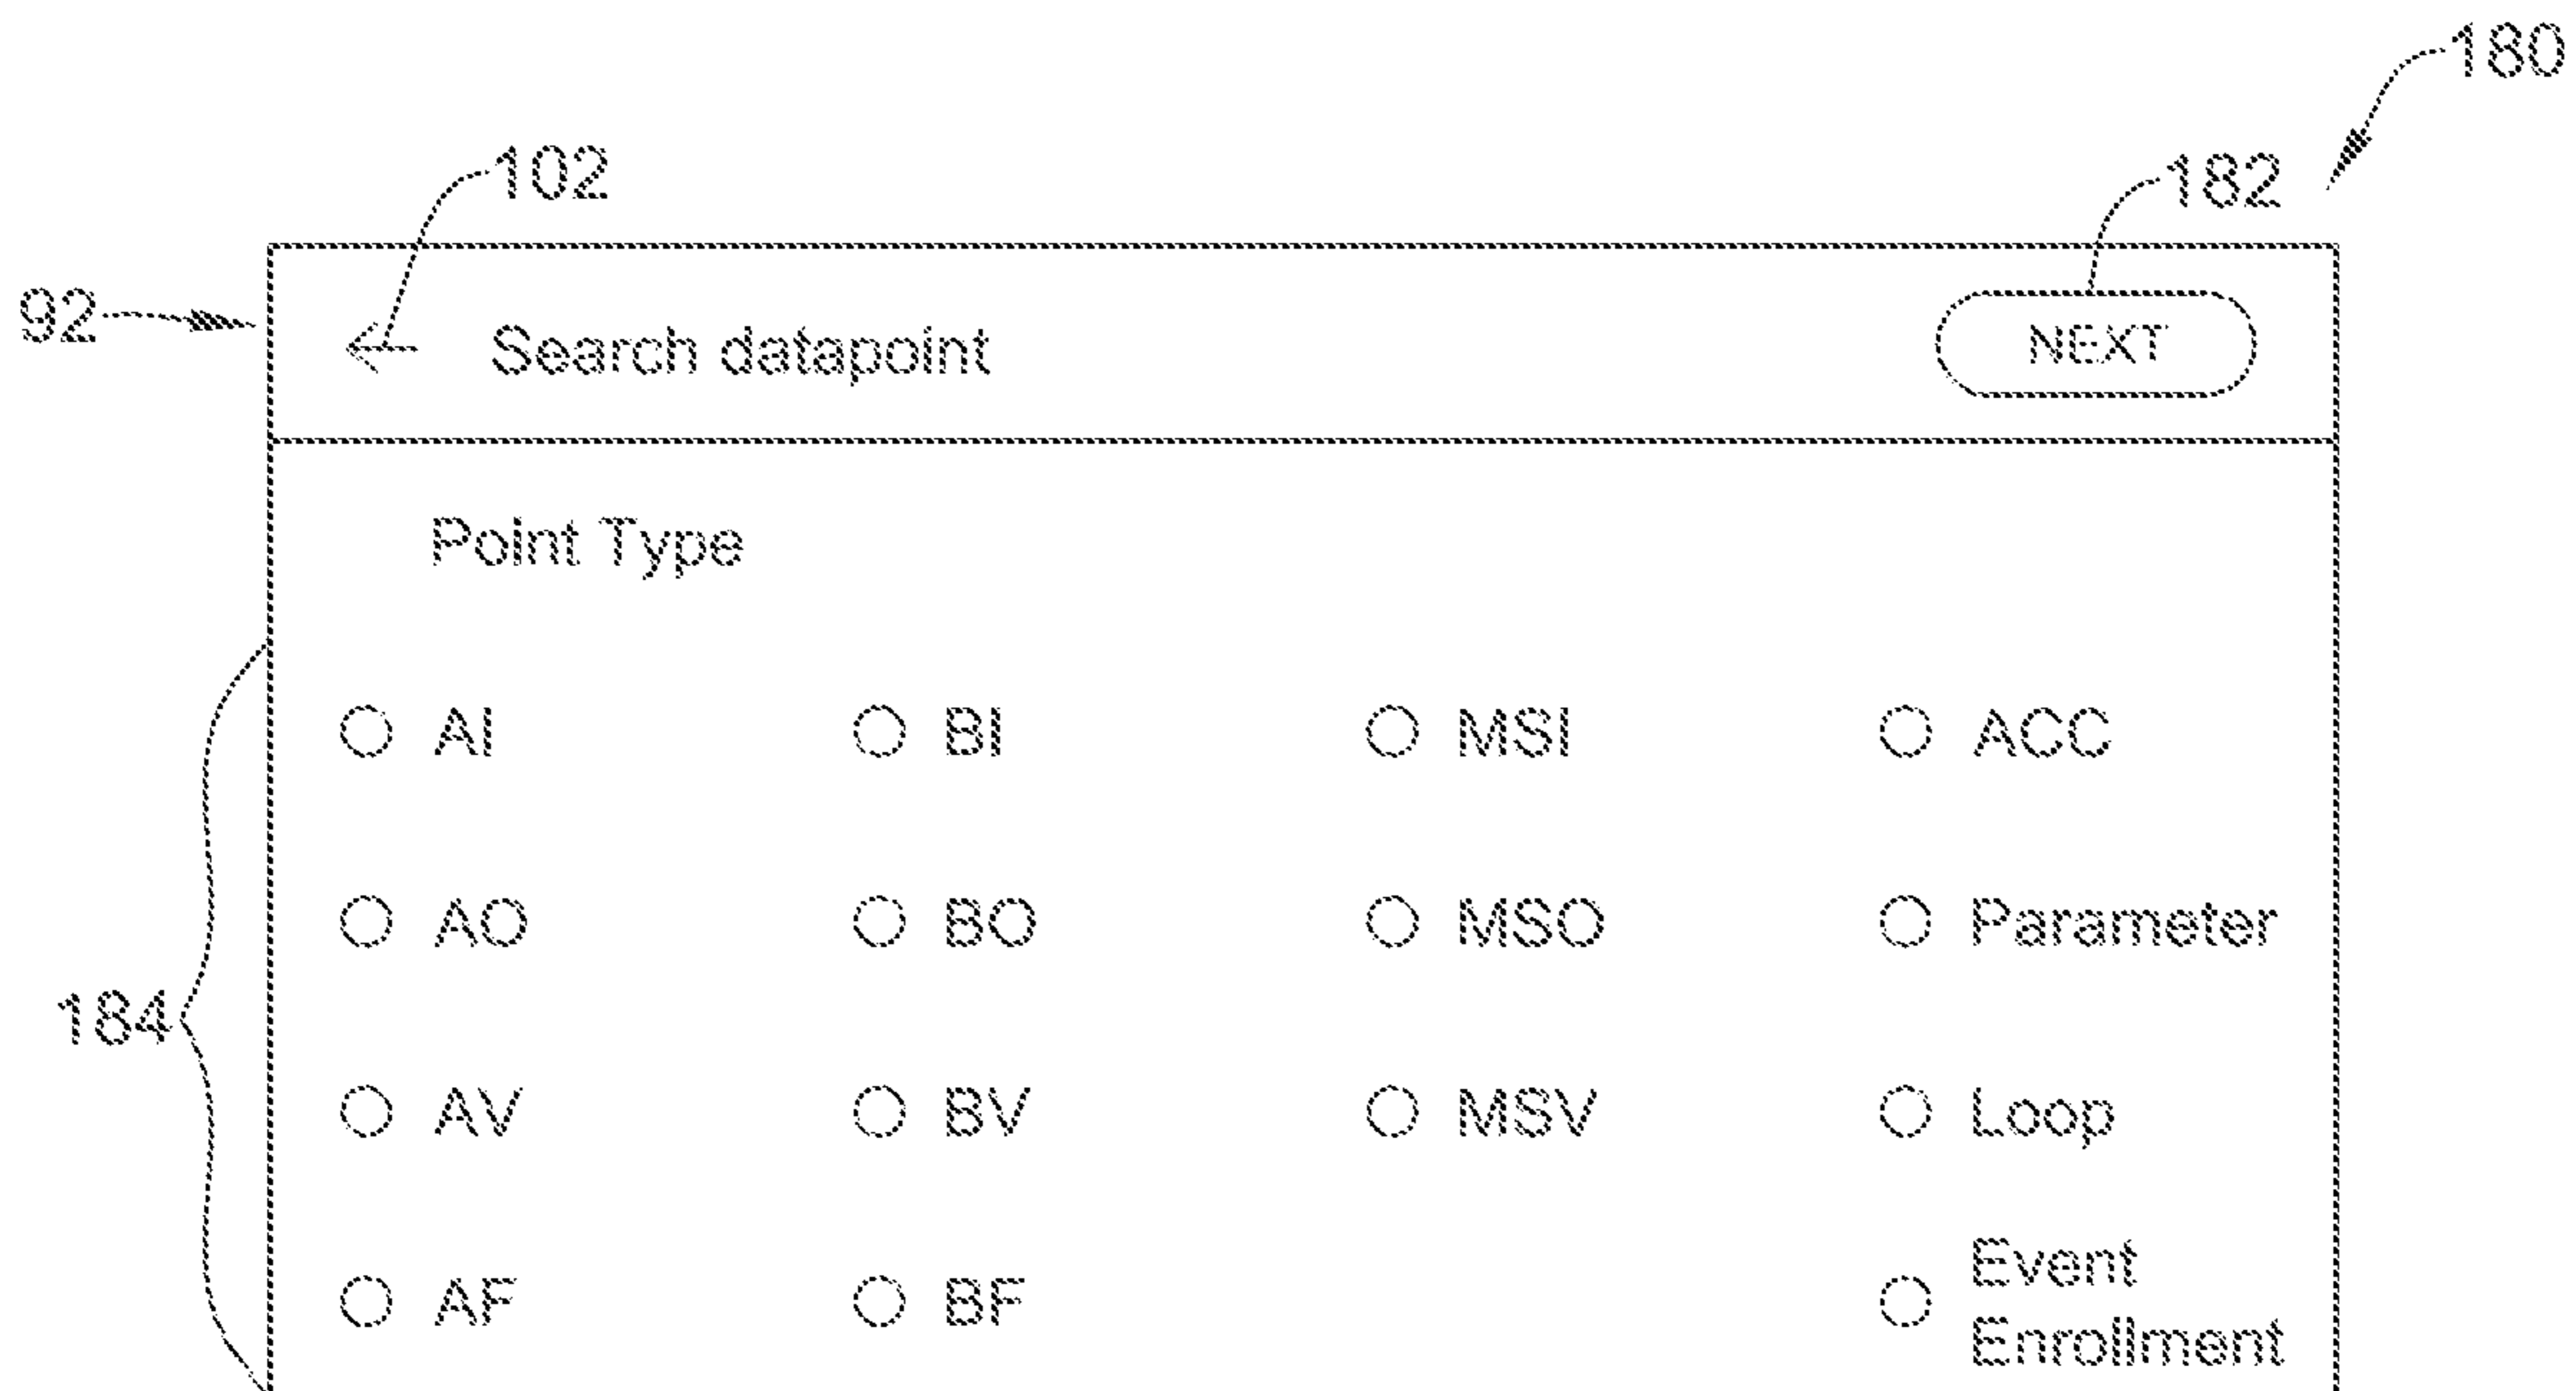 180
102
182
92
Search datapoint
NEXT
Point Type
AI BI MSI ACC
AO BO MSO Parameter
184
AV BV MSV Loop
AF BF Event
Enrollment